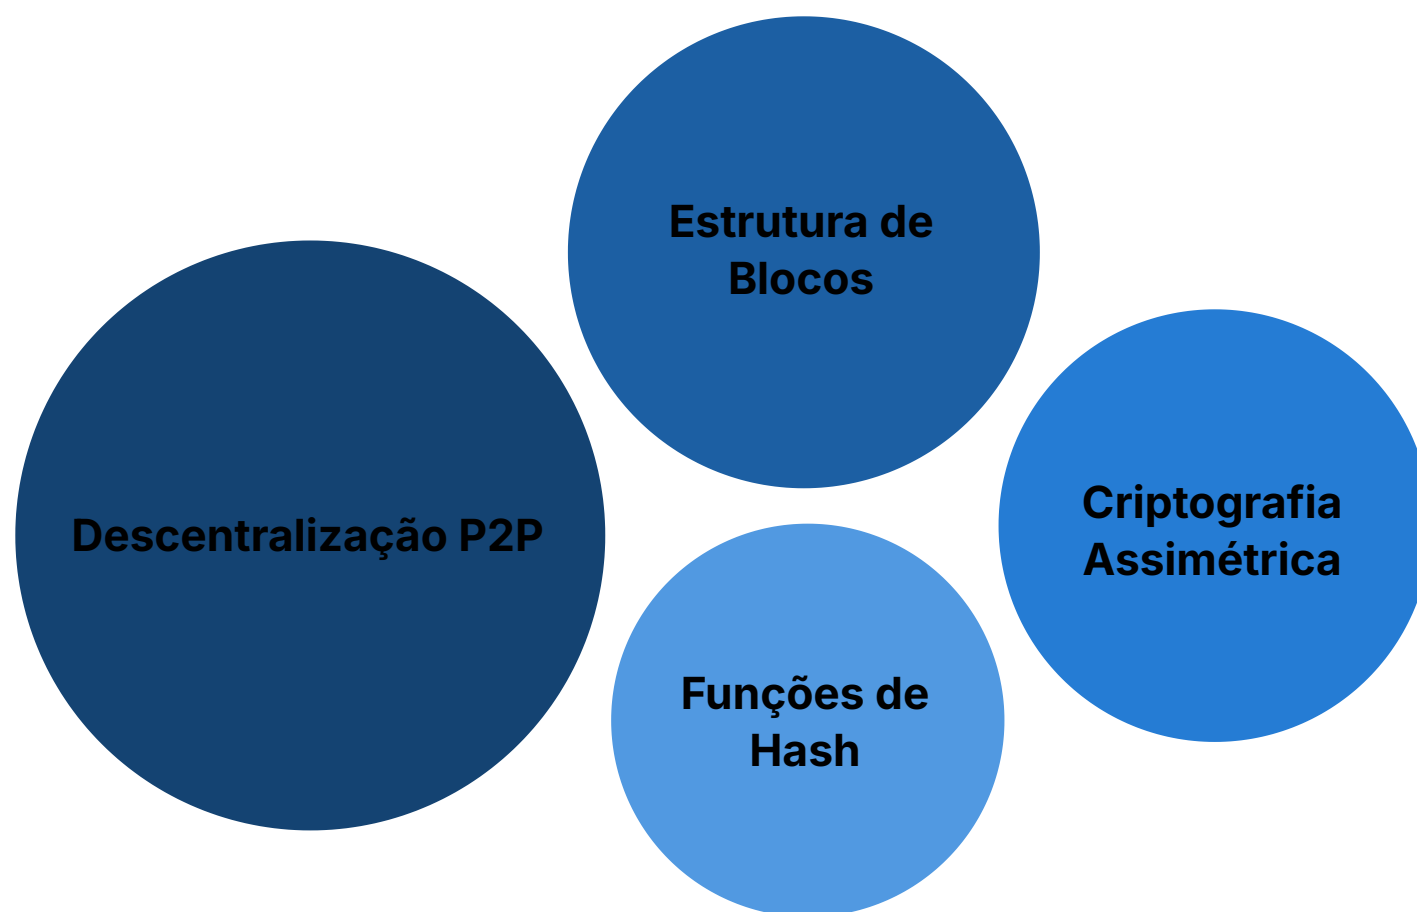 Estrutura de
Blocos
Descentralização P2P
Criptografia
Assimétrica
Funções de
Hash